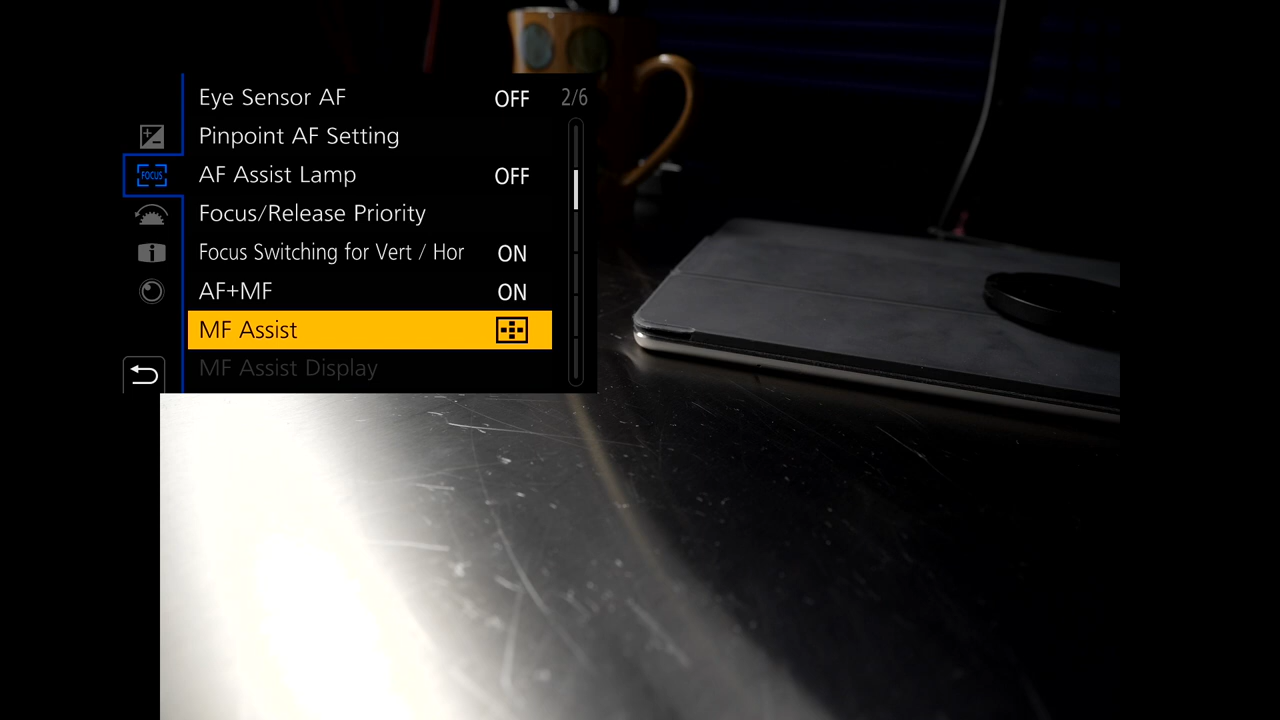 Eye Sensor AF OFF 2/6
Pinpoint AF Setting
AF Assist Lamp OFF
FOCUS
Focus/Release Priority
Focus Switching for Vert / Hor ON
AF+MF ON
MF Assist
MF Assist Display